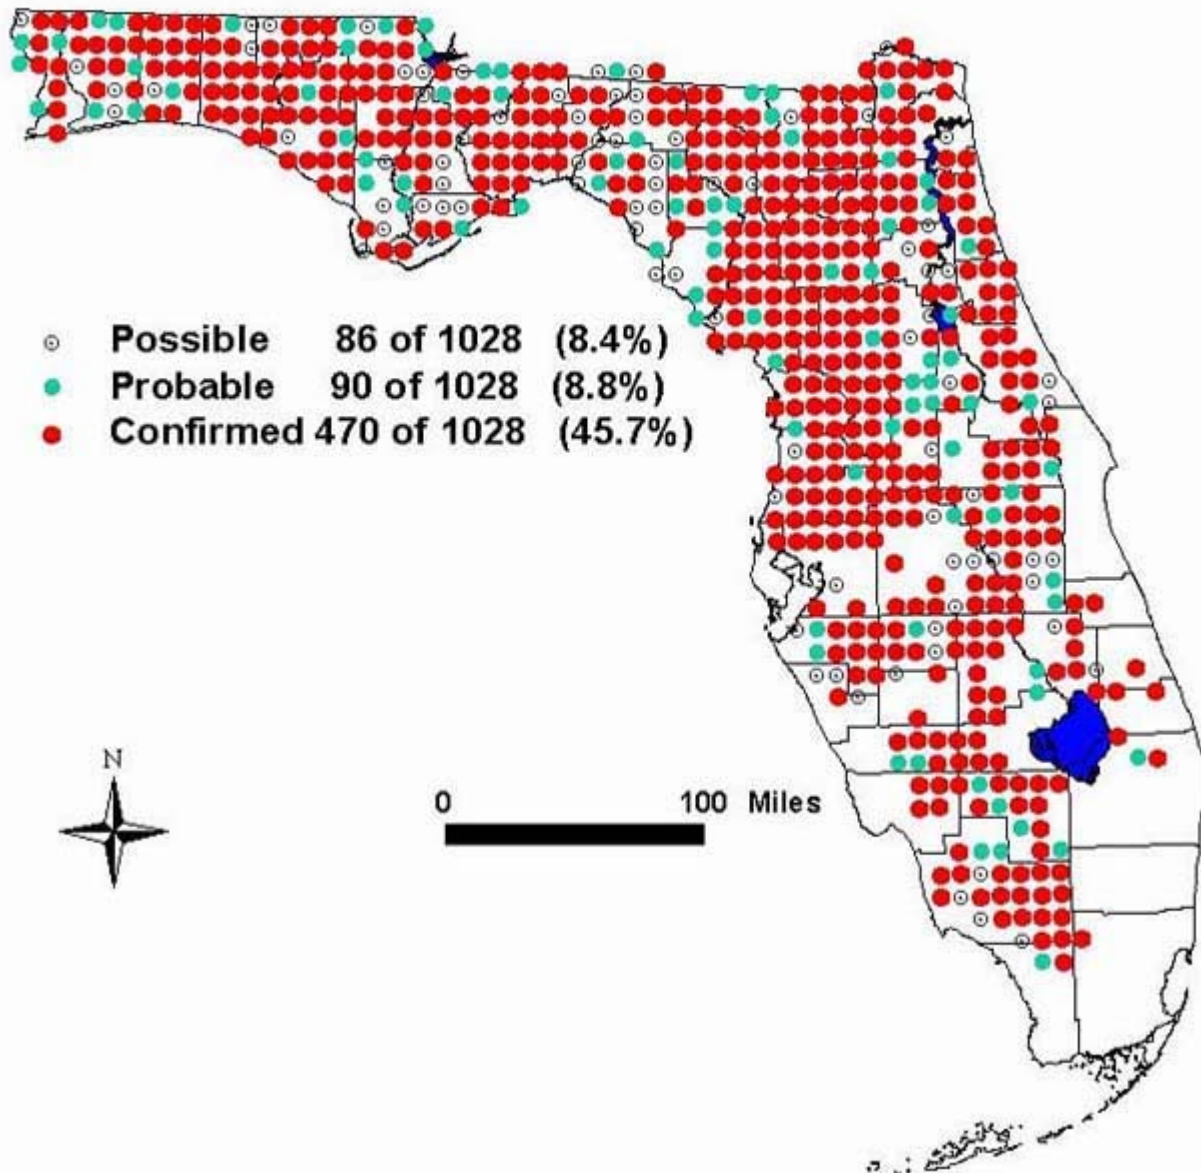 Possible 86 of 1028 (8.4%)
Probable 90 of 1028 (8.8%)
Confirmed 470 of 1028 (45.7%)
N
0 100 Miles